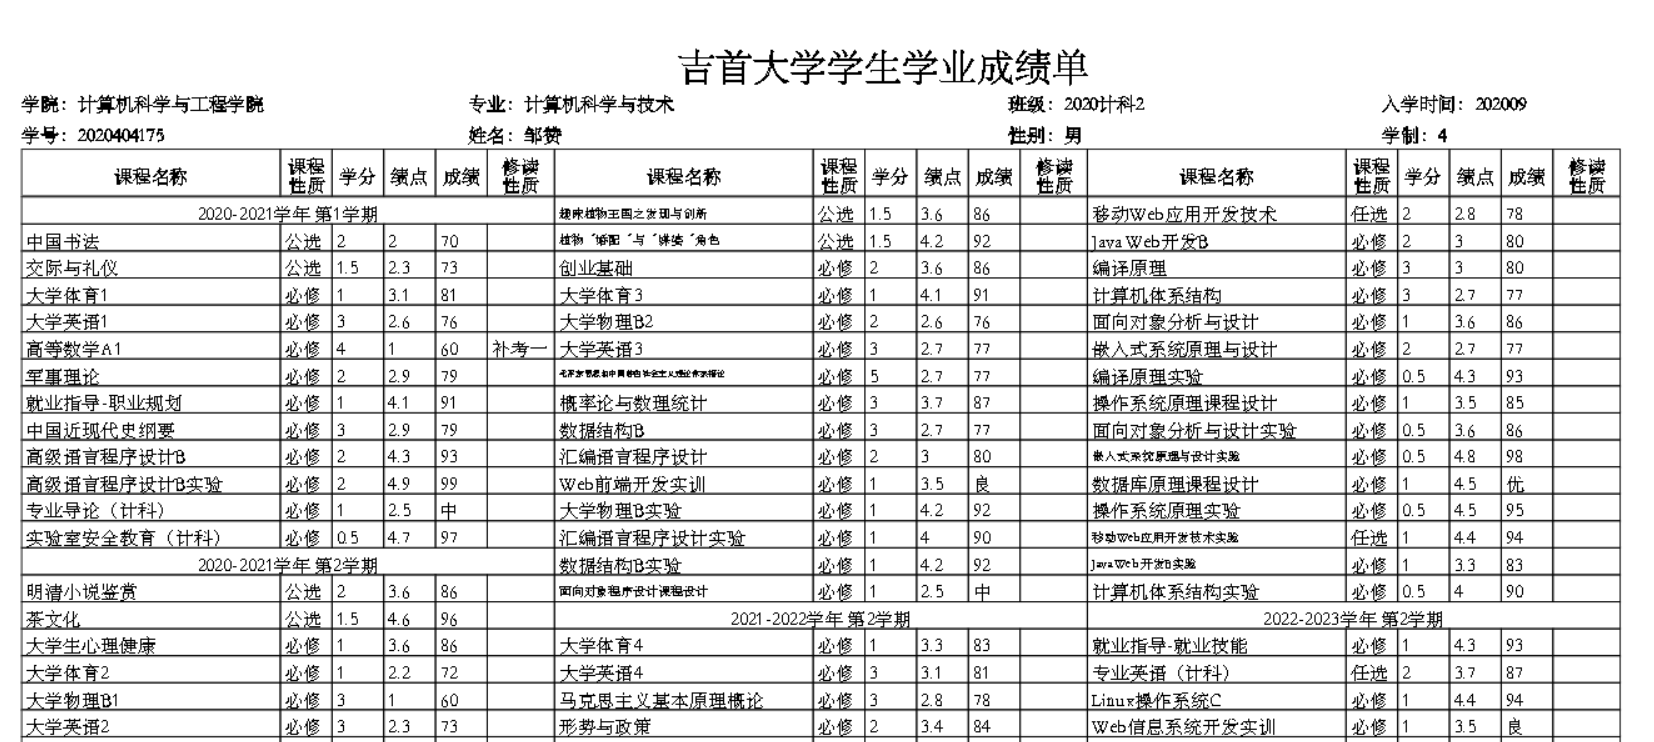 吉首大学学生学业成绩单
学院：计算机科学与工程学院 专业：计算机科学与技术 班级：2020计科2 入学时间：202009
学号：2020404175 姓名：邹赞 性别：男 学制：4
课程名称 课程性质 学分 绩点 成绩 修读性质 课程名称 课程性质 学分 绩点 成绩 修读性质 课程名称 课程性质 学分 绩点 成绩 修读性质
2020-2021学年 第1学期 趣味植物王国之发现与创新 公选 1.5 3.6 86 移动Web应用开发技术 任选 2 2.8 78
中国书法 公选 2 2 70 植物“婚配”与“媒婆”角色 公选 1.5 4.2 92 Java Web开发B 必修 2 3 80
交际与礼仪 公选 1.5 2.3 73 创业基础 必修 2 3.6 86 编译原理 必修 3 3 80
大学体育1 必修 1 3.1 81 大学体育3 必修 1 4.1 91 计算机体系结构 必修 3 2.7 77
大学英语1 必修 3 2.6 76 大学物理B2 必修 2 2.6 76 面向对象分析与设计 必修 1 3.6 86
高等数学A1 必修 4 1 60 补考一 大学英语3 必修 3 2.7 77 嵌入式系统原理与设计 必修 2 2.7 77
军事理论 必修 2 2.9 79 毛泽东思想和中国特色社会主义理论体系概论 必修 5 2.7 77 编译原理实验 必修 0.5 4.3 93
就业指导-职业规划 必修 1 4.1 91 概率论与数理统计 必修 3 3.7 87 操作系统原理课程设计 必修 1 3.5 85
中国近现代史纲要 必修 3 2.9 79 数据结构B 必修 3 2.7 77 面向对象分析与设计实验 必修 0.5 3.6 86
高级语言程序设计B 必修 2 4.3 93 汇编语言程序设计 必修 2 3 80 嵌入式系统原理与设计实验 必修 0.5 4.8 98
高级语言程序设计B实验 必修 2 4.9 99 Web前端开发实训 必修 1 3.5 良 数据库原理课程设计 必修 1 4.5 优
专业导论（计科） 必修 1 2.5 中 大学物理B实验 必修 1 4.2 92 操作系统原理实验 必修 0.5 4.5 95
实验室安全教育（计科） 必修 0.5 4.7 97 汇编语言程序设计实验 必修 1 4 90 移动Web应用开发技术实验 任选 1 4.4 94
2020-2021学年 第2学期 数据结构B实验 必修 1 4.2 92 Java Web开发B实验 必修 1 3.3 83
明清小说鉴赏 公选 2 3.6 86 面向对象程序设计课程设计 必修 1 2.5 中 计算机体系结构实验 必修 0.5 4 90
茶文化 公选 1.5 4.6 96 2021-2022学年 第2学期 2022-2023学年 第2学期
大学生心理健康 必修 1 3.6 86 大学体育4 必修 1 3.3 83 就业指导-就业技能 必修 1 4.3 93
大学体育2 必修 1 2.2 72 大学英语4 必修 3 3.1 81 专业英语（计科） 任选 2 3.7 87
大学物理B1 必修 3 1 60 马克思主义基本原理概论 必修 3 2.8 78 Linux操作系统C 必修 1 4.4 94
大学英语2 必修 3 2.3 73 形势与政策 必修 2 3.4 84 Web信息系统开发实训 必修 1 3.5 良